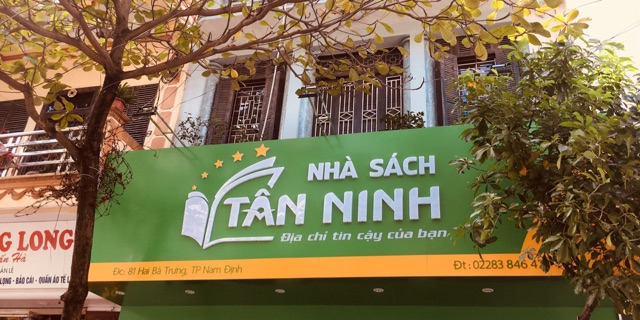 NHÀ SÁCH
TÂN NINH
Địa chỉ tin cậy của bạn
Đc: 81 Hai Bà Trưng, TP Nam Định
Đt : 02283 846
LONG